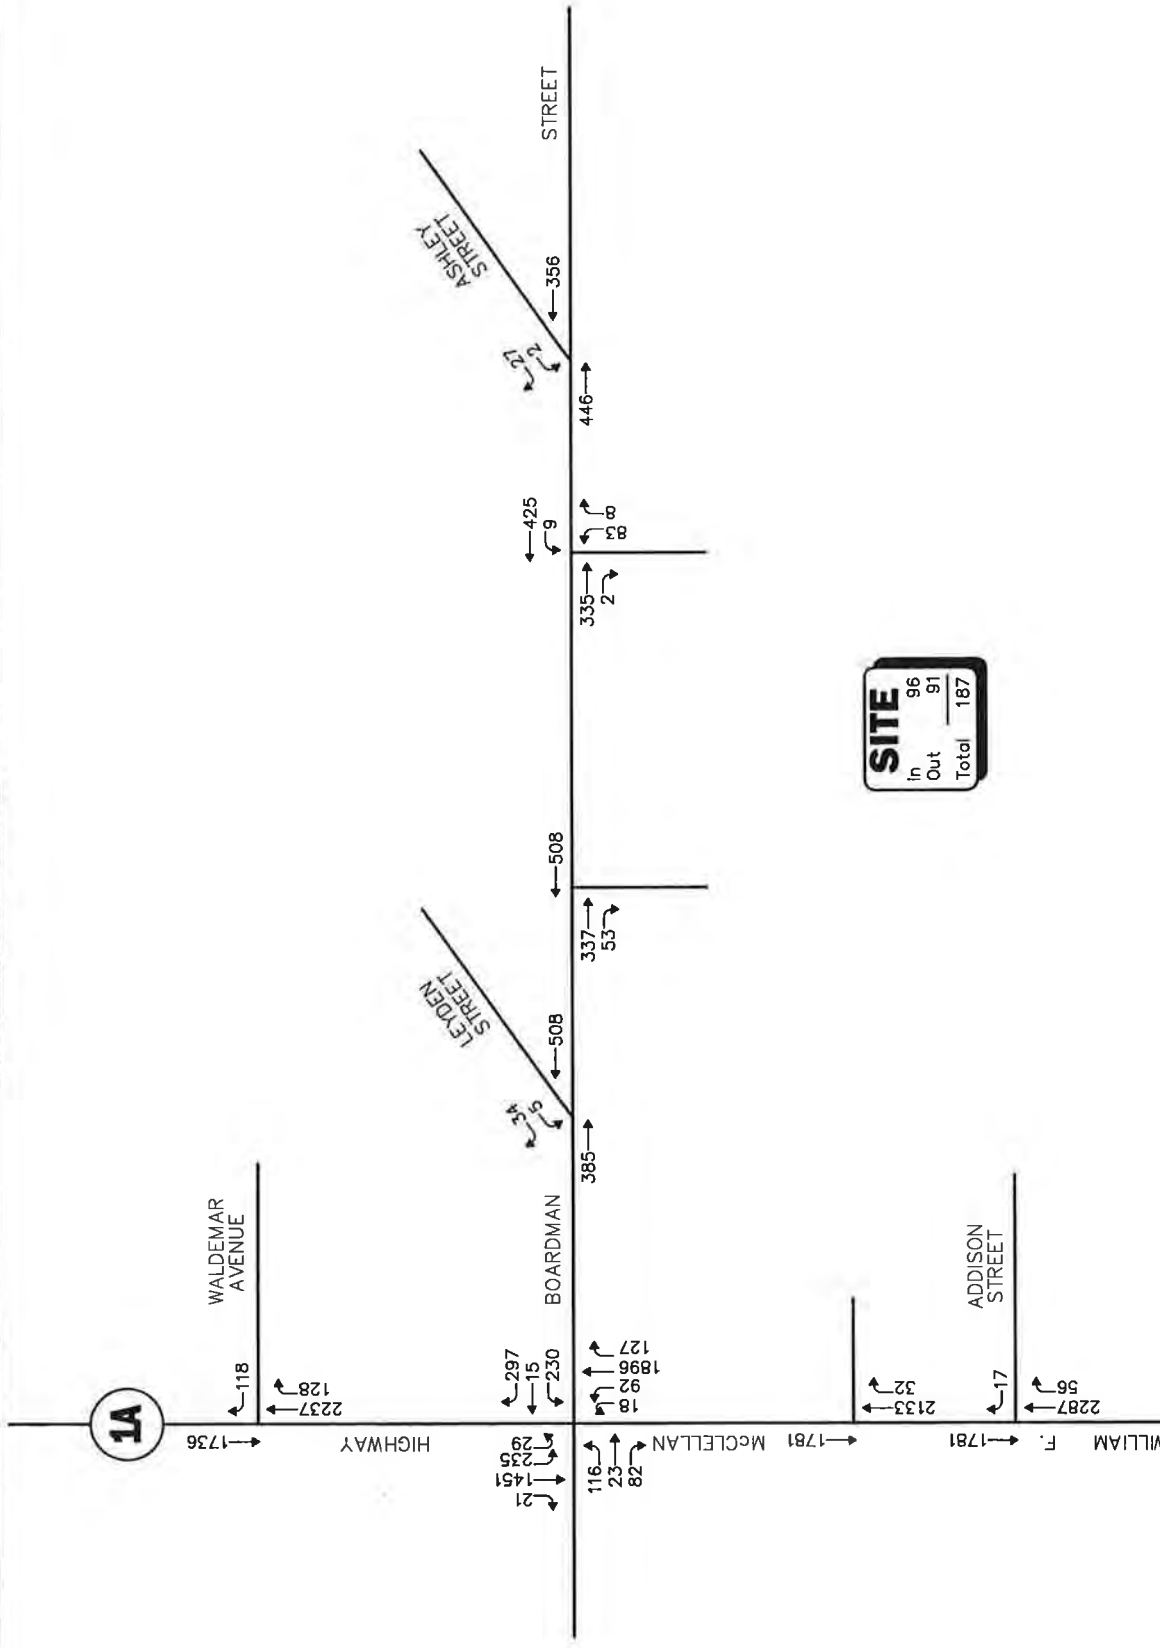 1A
WALDEMAR
AVENUE
118
128
2237
1736
HIGHWAY
STREET
ASHLEY
STREET
27
2
356
446
425
9
8
83
335
2
508
337
53
LEYDEN
STREET
508
34
5
385
BOARDMAN
297
15
230
127
1896
92
18
29
235
1451
21
116
23
82
McCLELLAN
1781
32
2133
ADDISON
STREET
17
1781
56
2287
F.
WILLIAM
SITE
In 96
Out 91
Total 187